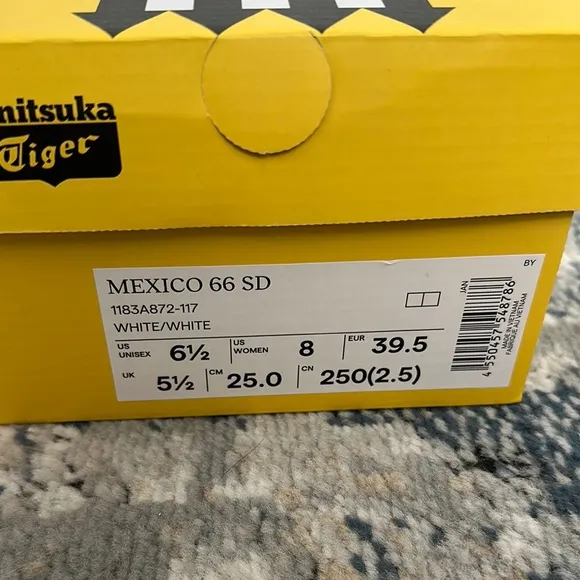 nitsuka
Tiger
MEXICO 66 SD
1183A872-117
WHITE/WHITE
US UNISEX 6½ US WOMEN 8 EUR 39.5
UK 5½ CM 25.0 CN 250(2.5)
BY
JAN
4 550457 548786
MADE IN VIETNAM
FABRIQUE AU VIETNAM